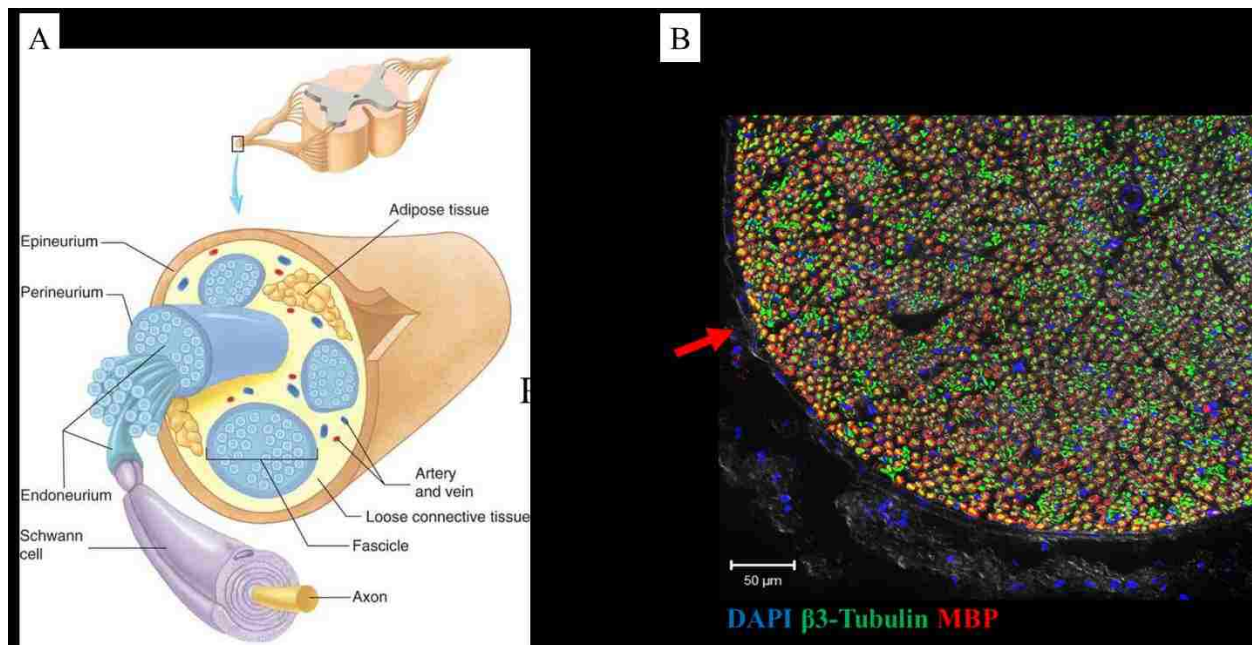 A
Adipose tissue
Epineurium
Perineurium
Endoneurium
Schwann
cell
Artery
and vein
Loose connective tissue
Fascicle
Axon
B
50 µm
DAPI β3-Tubulin MBP